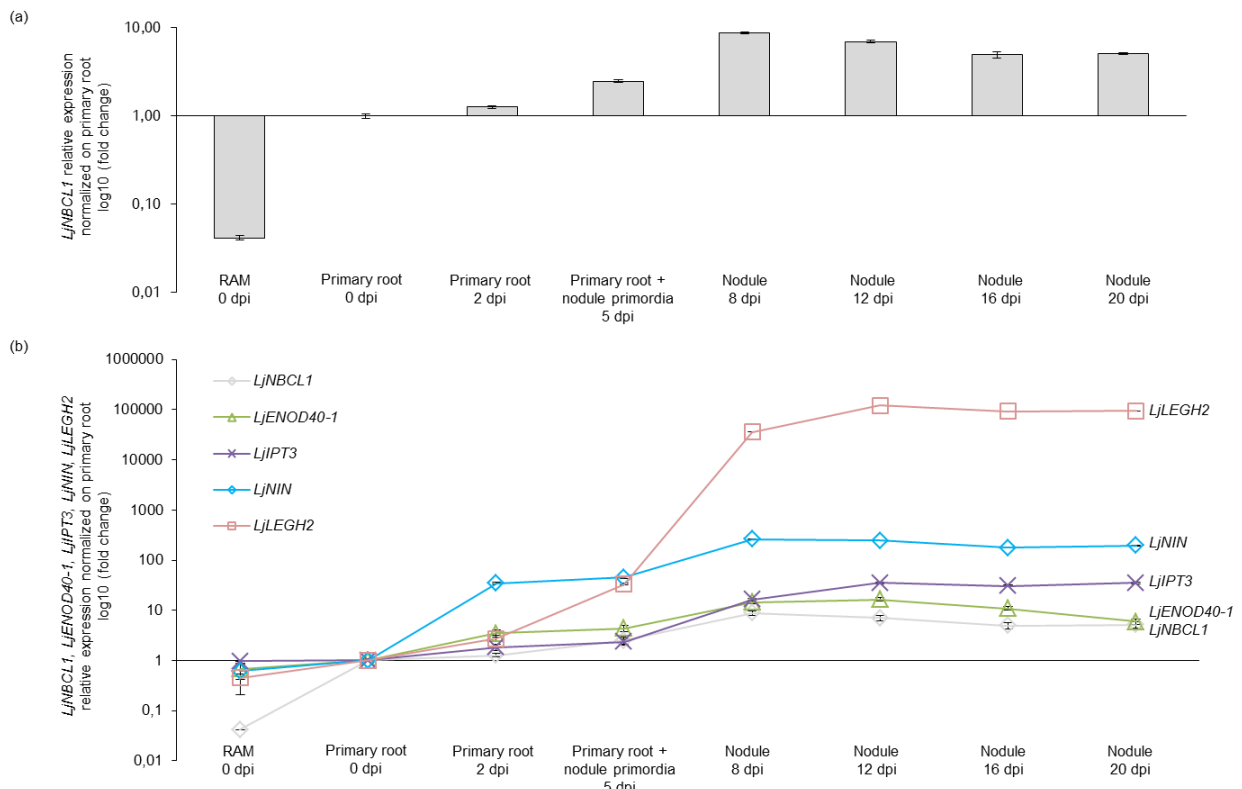 (a)
LjNBCL1 relative expression
normalized on primary root
log10 (fold change)
10,00
1,00
0,10
0,01
RAM
0 dpi
Primary root
0 dpi
Primary root
2 dpi
Primary root +
nodule primordia
5 dpi
Nodule
8 dpi
Nodule
12 dpi
Nodule
16 dpi
Nodule
20 dpi
(b)
LjNBCL1, LjENOD40-1, LjIPT3, LjNIN, LjLEGH2
relative expression normalized on primary root
log10 (fold change)
1000000
100000
10000
1000
100
10
1
0,1
0,01
LjNBCL1
LjENOD40-1
LjIPT3
LjNIN
LjLEGH2
LjLEGH2
LjNIN
LjIPT3
LjENOD40-1
LjNBCL1
RAM
0 dpi
Primary root
0 dpi
Primary root
2 dpi
Primary root +
nodule primordia
5 dpi
Nodule
8 dpi
Nodule
12 dpi
Nodule
16 dpi
Nodule
20 dpi